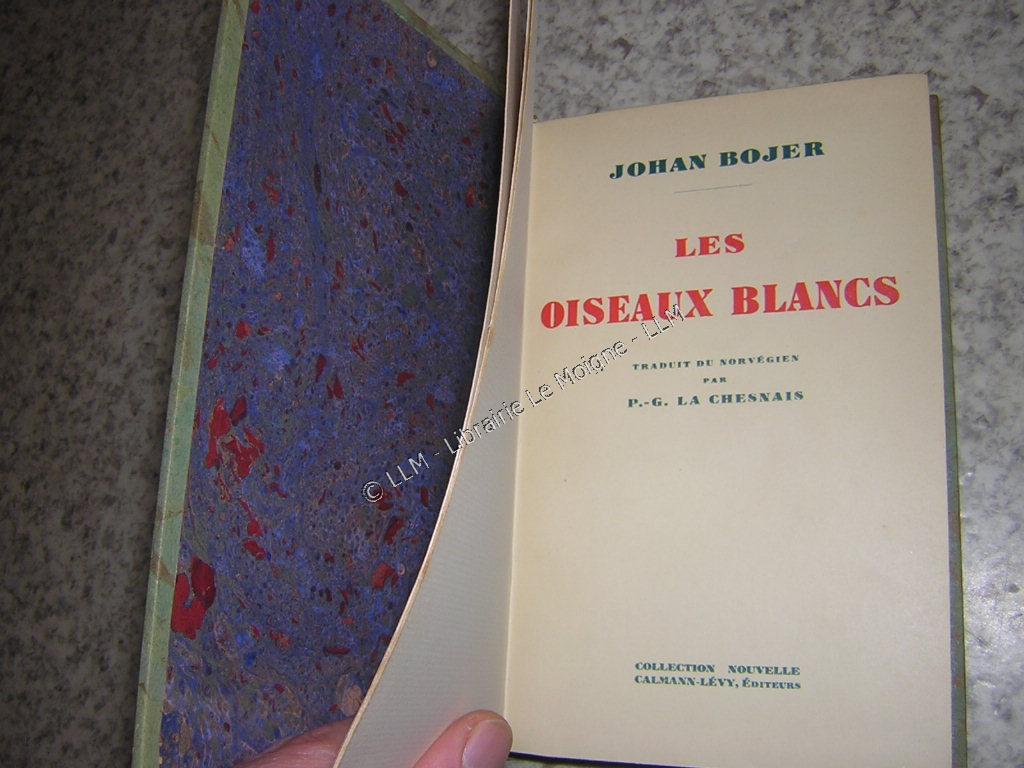 JOHAN BOJER
LES
OISEAUX BLANCS
TRADUIT DU NORVÉGIEN
PAR
P.-G. LA CHESNAIS
© LLM - Librairie Le Moigne - LLM
COLLECTION NOUVELLE
CALMANN-LÉVY, ÉDITEURS